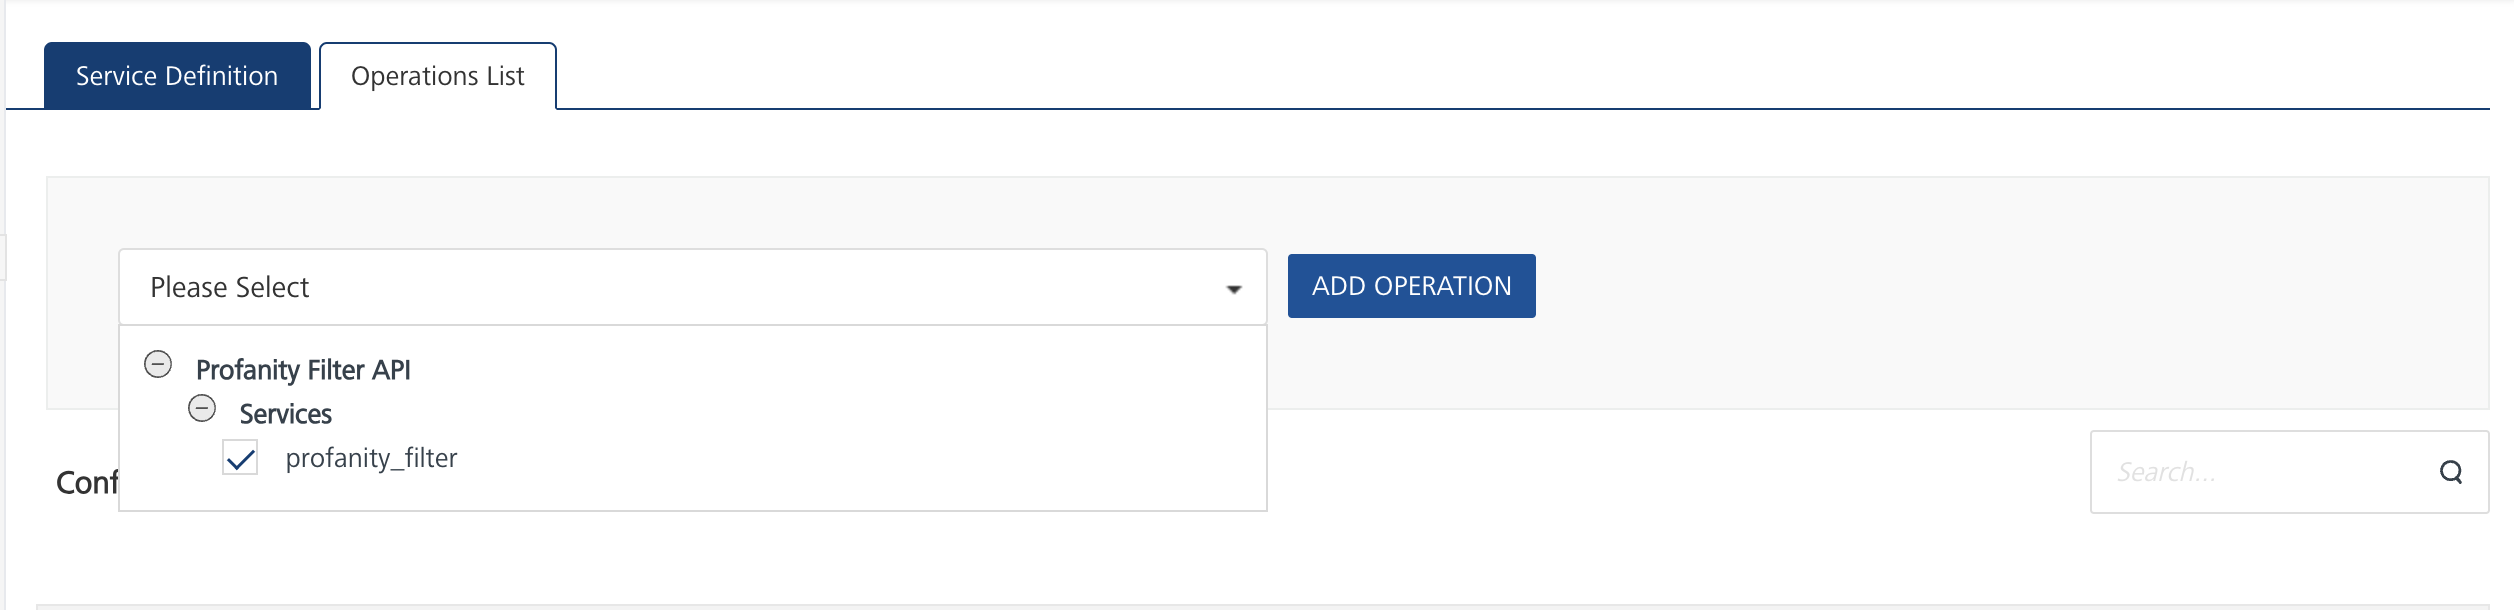 Service Definition
Operations List
Please Select
ADD OPERATION
Profanity Filter API
Services
profanity_filter
Conf
Search...